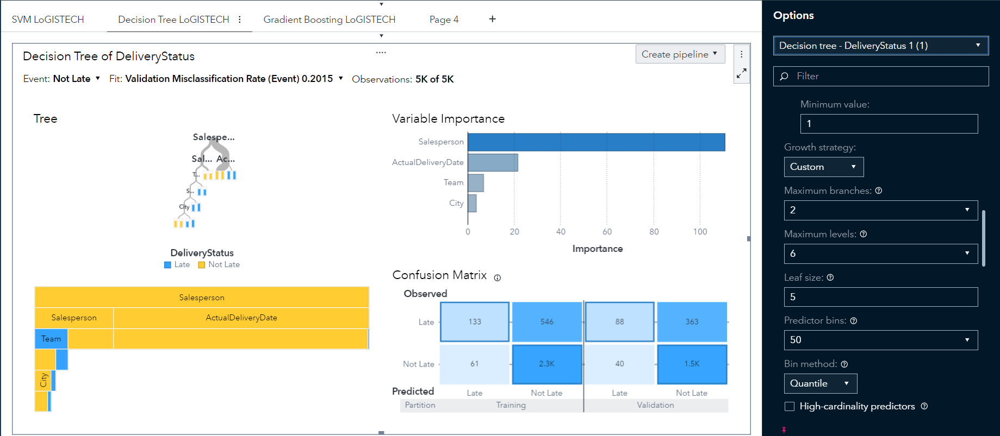 SVM LoGISTECH
Decision Tree LoGISTECH
Gradient Boosting LoGISTECH
Page 4
Decision Tree of DeliveryStatus
Create pipeline
Event: Not Late
Fit: Validation Misclassification Rate (Event) 0.2015
Observations: 5K of 5K
Tree
Salespe...
Sal...
Ac...
T...
S...
City
DeliveryStatus
Late
Not Late
Salesperson
Salesperson
ActualDeliveryDate
Team
City
Variable Importance
Salesperson
ActualDeliveryDate
Team
City
0 20 40 60 80 100
Importance
Confusion Matrix
Observed
Late 133 546 88 363
Not Late 61 2.3K 40 1.5K
Predicted Late Not Late Late Not Late
Partition Training Validation
Options
Decision tree - DeliveryStatus 1 (1)
Filter
Minimum value:
1
Growth strategy:
Custom
Maximum branches:
2
Maximum levels:
6
Leaf size:
5
Predictor bins:
50
Bin method:
Quantile
High-cardinality predictors